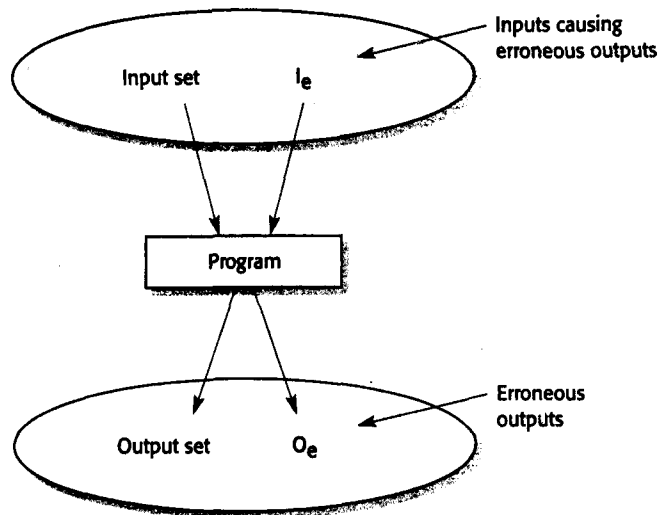 Inputs causing
erroneous outputs
Input set
Ie
Program
Erroneous
outputs
Output set
Oe